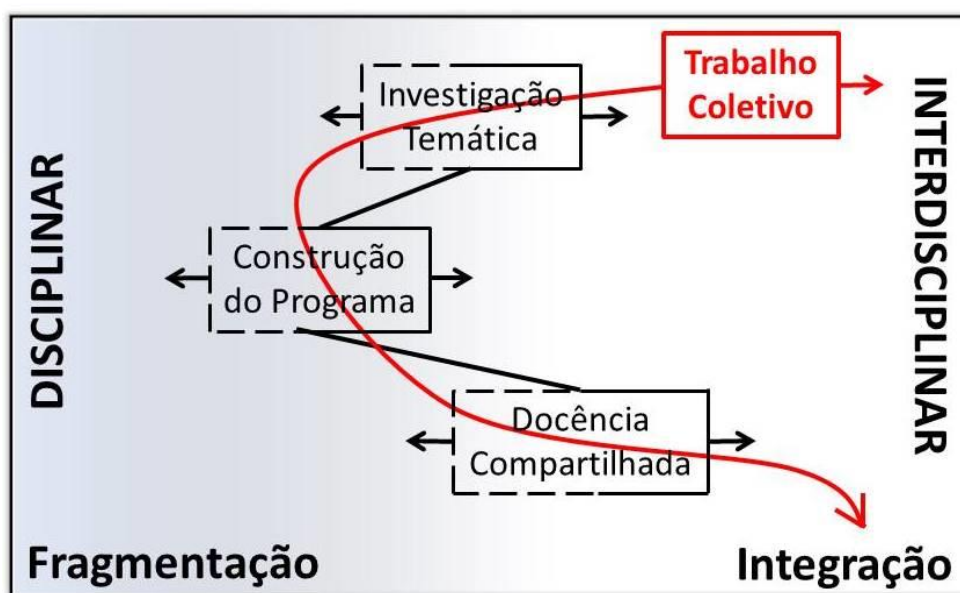 Trabalho
Coletivo
Investigação
Temática
DISCIPLINAR
INTERDISCIPLINAR
Construção
do Programa
Docência
Compartilhada
Fragmentação
Integração